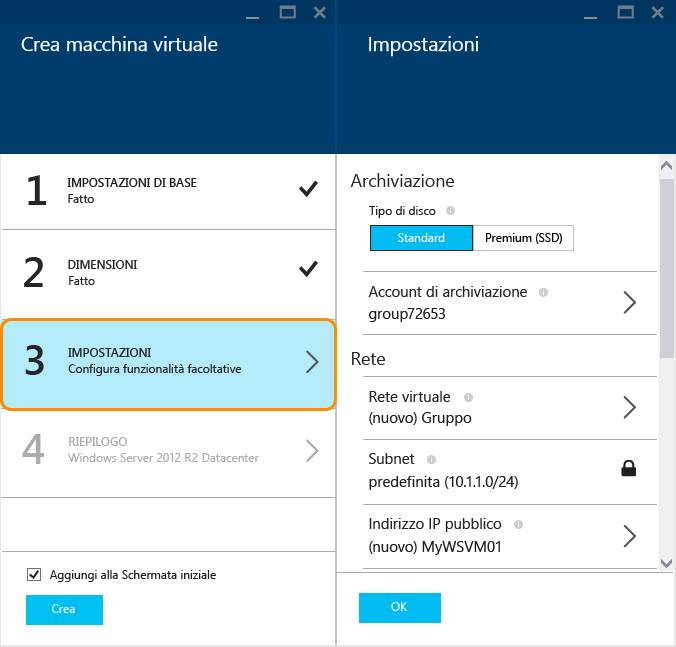 Crea macchina virtuale
1
IMPOSTAZIONI DI BASE
Fatto
2
DIMENSIONI
Fatto
3
IMPOSTAZIONI
Configura funzionalità facoltative
4
RIEPILOGO
Windows Server 2012 R2 Datacenter
Aggiungi alla Schermata iniziale
Crea
Impostazioni
Archiviazione
Tipo di disco
Standard Premium (SSD)
Account di archiviazione
group72653
Rete
Rete virtuale
(nuovo) Gruppo
Subnet
predefinita (10.1.1.0/24)
Indirizzo IP pubblico
(nuovo) MyWSVM01
OK